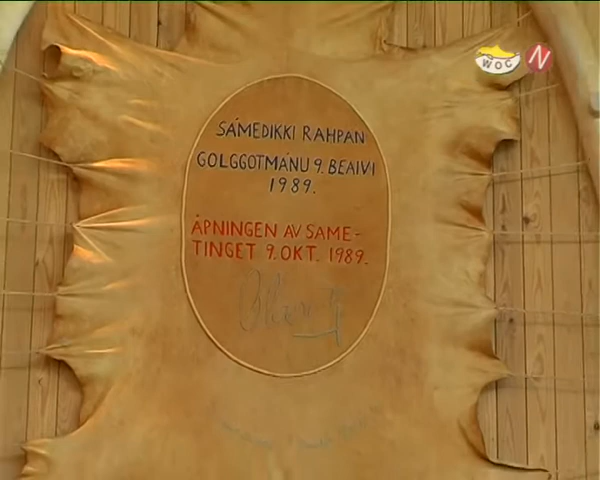 WOC
N
SÁMEDIKKI RAHPAN
GOLGGOTMÁNU 9. BEAIVI
1989.
ÅPNINGEN AV SAME-
TINGET 9.OKT. 1989.